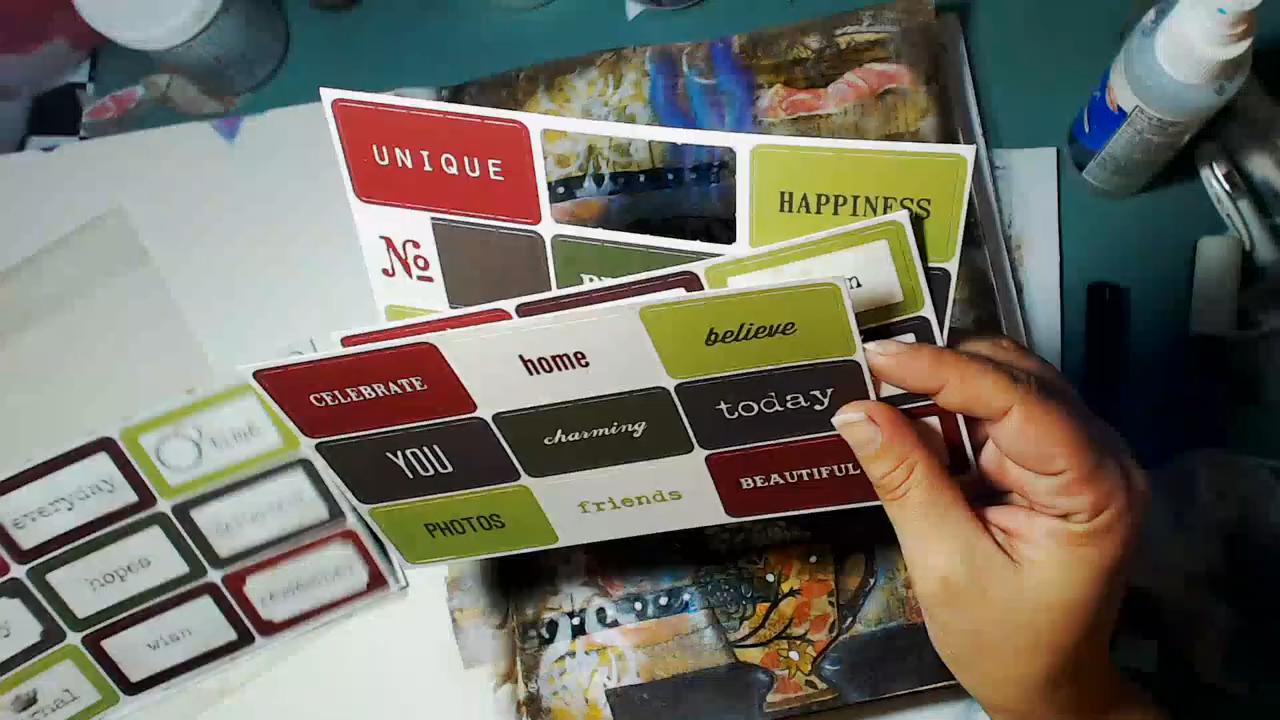 UNIQUE
HAPPINESS
No
CELEBRATE
home
believe
YOU
charming
today
PHOTOS
friends
BEAUTIFUL
everyday
time
hopes
wish